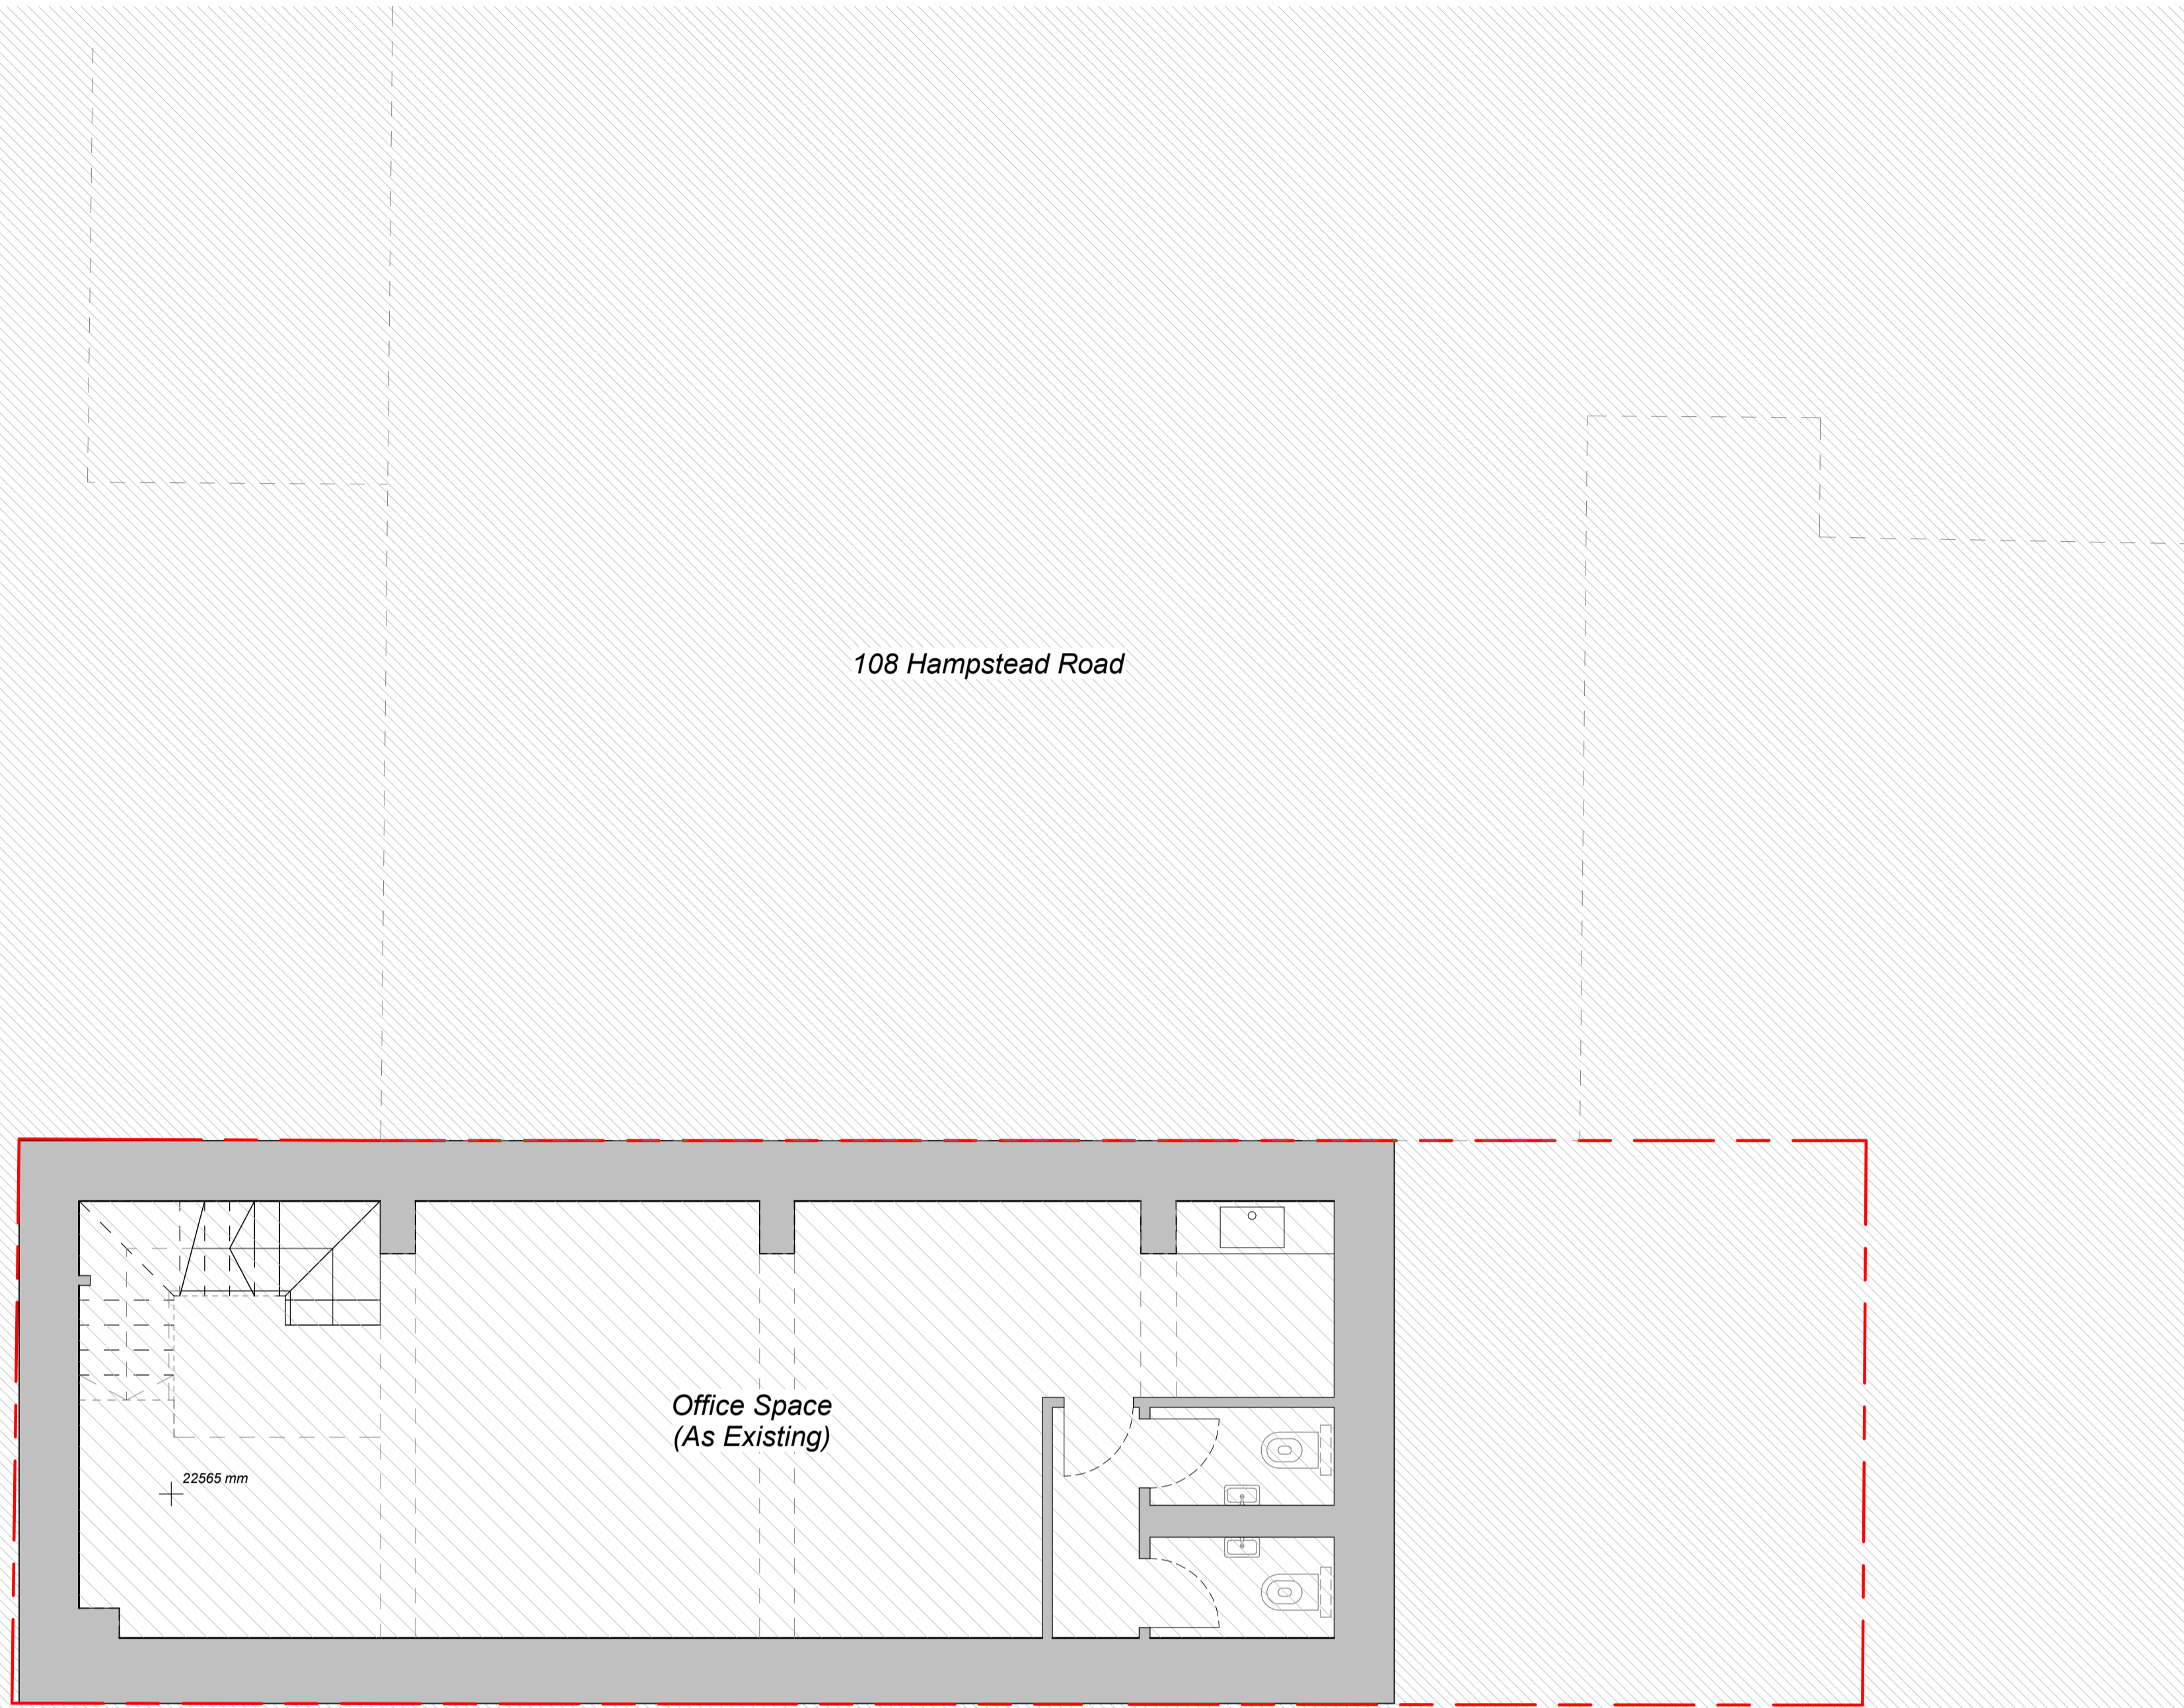 108 Hampstead Road
Office Space
(As Existing)
22565 mm